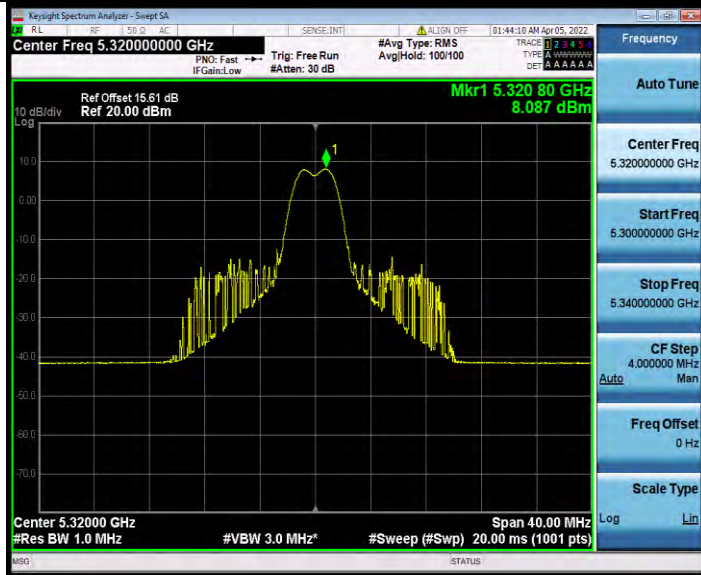 Keysight Spectrum Analyzer - Swept SA
RL RF 50 Ω AC SENSE:INT ALIGN OFF 01:44:10 AM Apr 05, 2022
Center Freq 5.320000000 GHz
PNO: Fast
IFGain:Low
Trig: Free Run
#Atten: 30 dB
#Avg Type: RMS
Avg|Hold: 100/100
TRACE 1 2 3 4 5 6
TYPE A WWWWW
DET A A A A A A
Frequency
Auto Tune
Center Freq
5.320000000 GHz
Start Freq
5.300000000 GHz
Stop Freq
5.340000000 GHz
CF Step
4.000000 MHz
Auto Man
Freq Offset
0 Hz
Scale Type
Log Lin
Mkr1 5.320 80 GHz
8.087 dBm
Ref Offset 15.61 dB
10 dB/div Ref 20.00 dBm
Log
1
10.0
0.00
-10.0
-20.0
-30.0
-40.0
-50.0
-60.0
-70.0
Center 5.32000 GHz Span 40.00 MHz
#Res BW 1.0 MHz #VBW 3.0 MHz* #Sweep (#Swp) 20.00 ms (1001 pts)
MSG STATUS